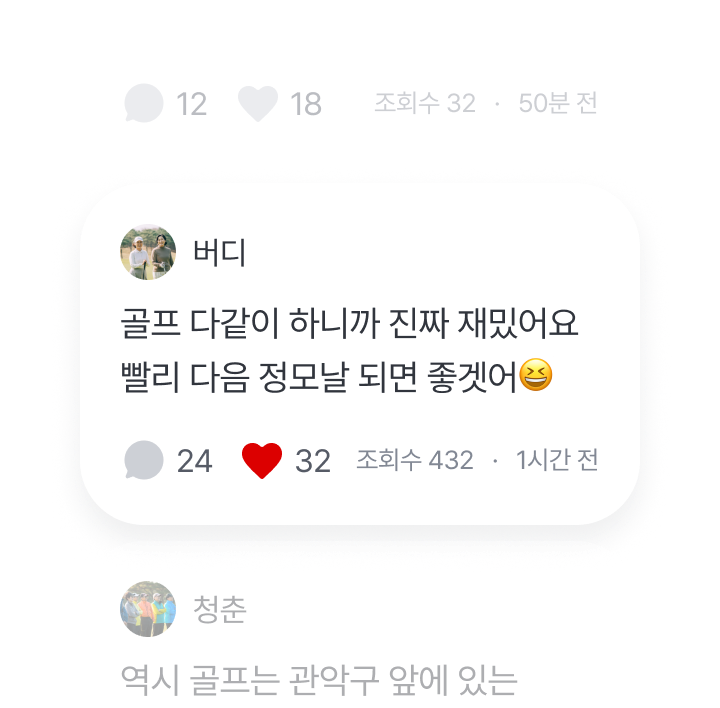 12 18 조회수 32 · 50분 전
버디
골프 다같이 하니까 진짜 재밌어요
빨리 다음 정모날 되면 좋겟어😆
24 32 조회수 432 · 1시간 전
청춘
역시 골프는 관악구 앞에 있는